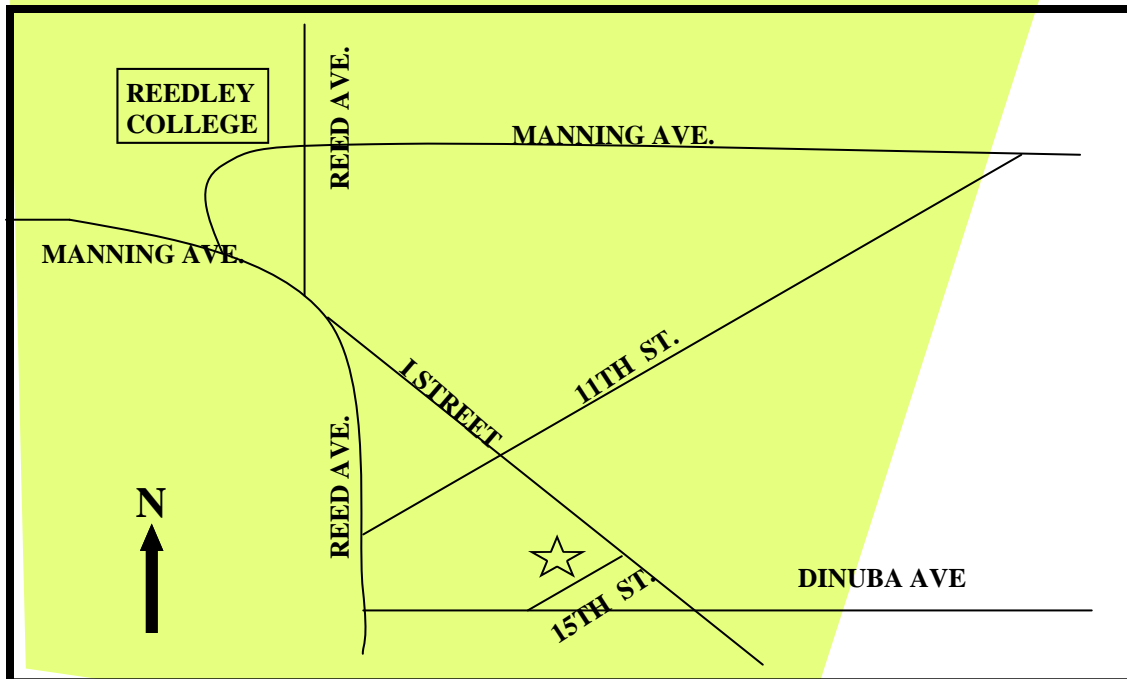 REEDLEY
COLLEGE
REED AVE.
MANNING AVE.
MANNING AVE.
I STREET
11TH ST.
REED AVE.
N
DINUBA AVE
15TH ST.